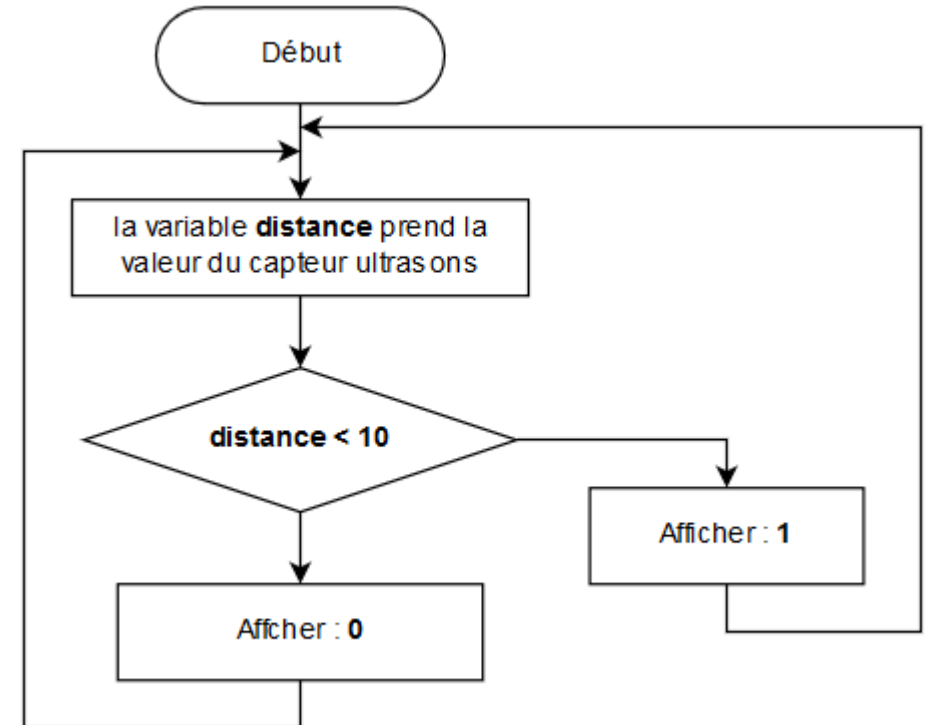 Début
la variable distance prend la
valeur du capteur ultrasons
distance < 10
Afficher : 1
Affcher : 0